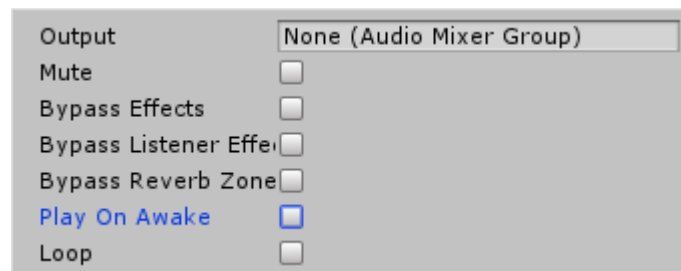 Output None (Audio Mixer Group)
Mute
Bypass Effects
Bypass Listener Effe
Bypass Reverb Zone
Play On Awake
Loop